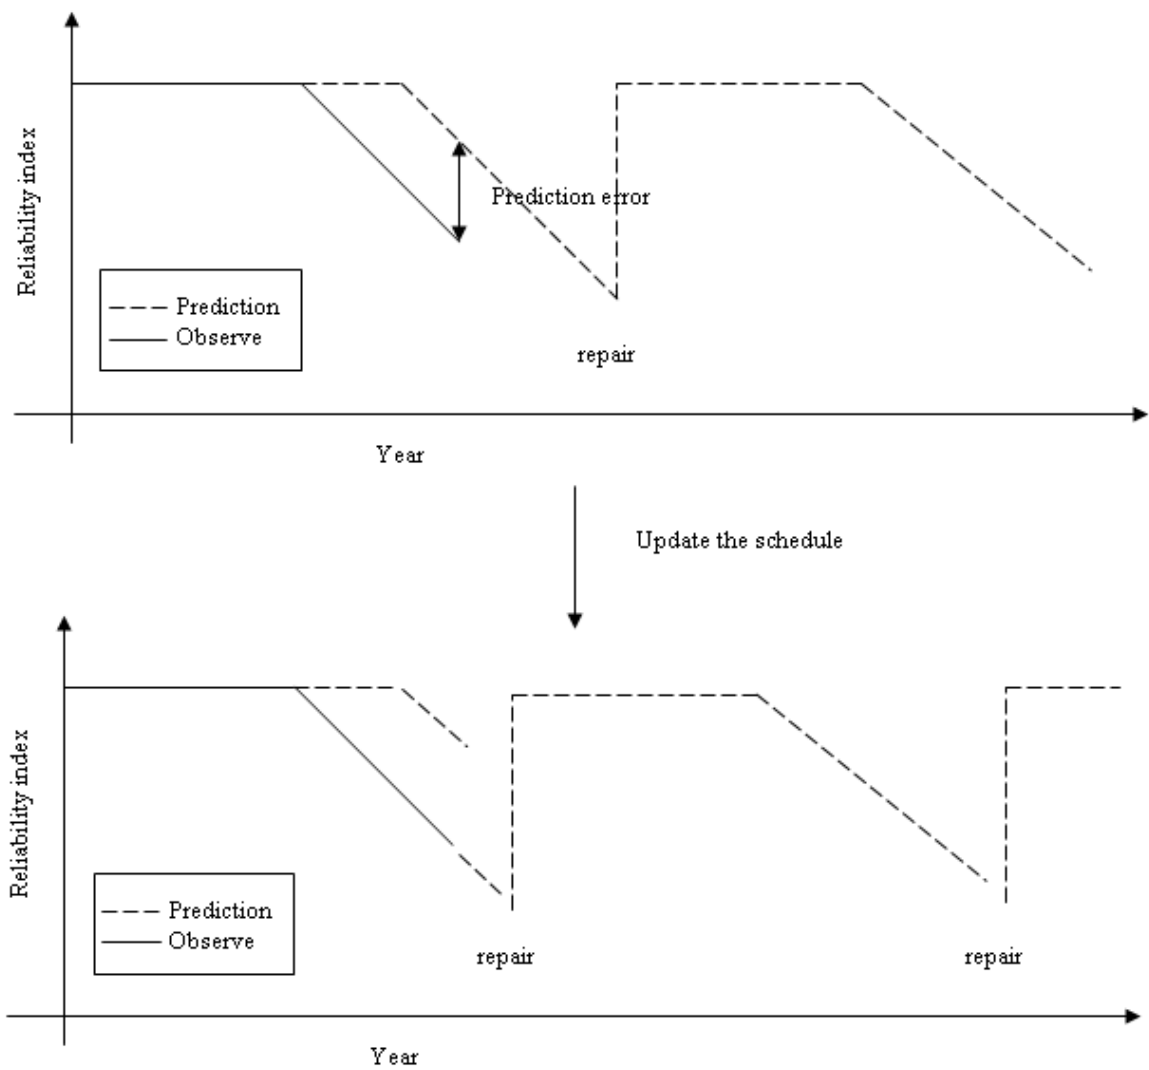 Reliability index
Prediction error
Prediction
Observe
repair
Year
Update the schedule
Reliability index
Prediction
Observe
repair
repair
Year